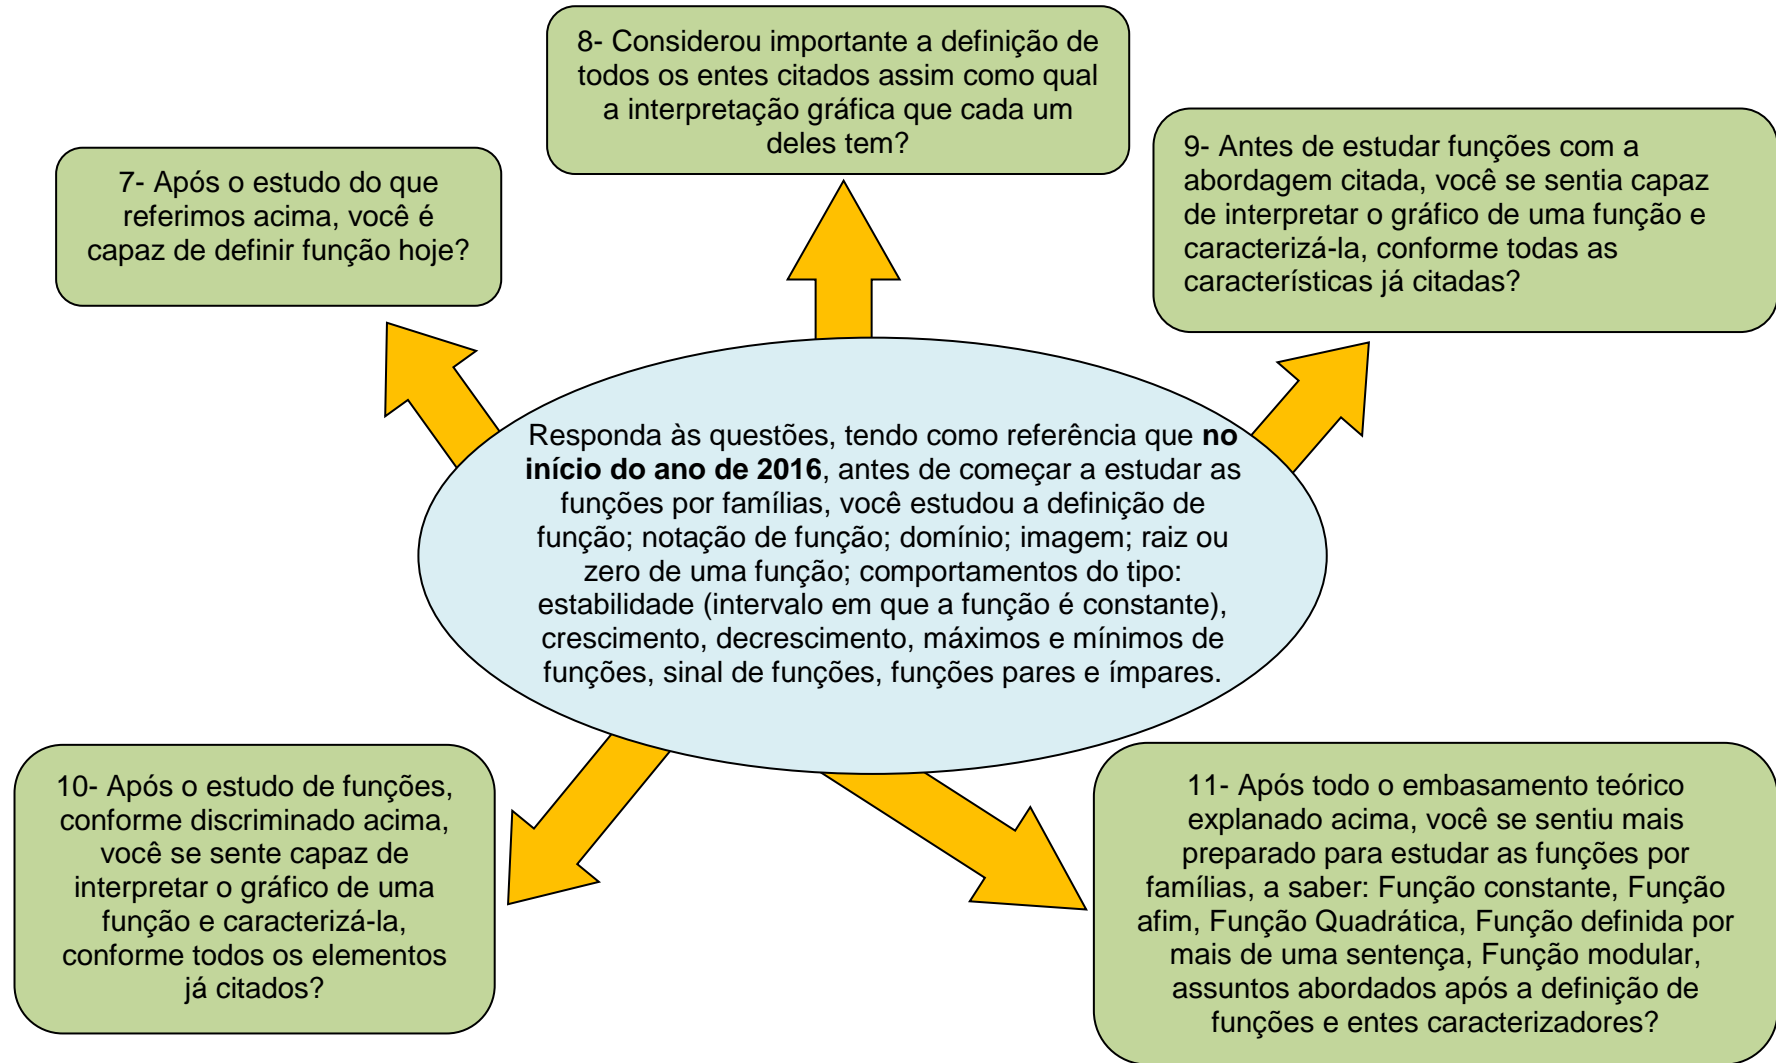 8- Considerou importante a definição de
todos os entes citados assim como qual
a interpretação gráfica que cada um
deles tem?
7- Após o estudo do que
referimos acima, você é
capaz de definir função hoje?
9- Antes de estudar funções com a
abordagem citada, você se sentia capaz
de interpretar o gráfico de uma função e
caracterizá-la, conforme todas as
características já citadas?
Responda às questões, tendo como referência que no
início do ano de 2016, antes de começar a estudar as
funções por famílias, você estudou a definição de
função; notação de função; domínio; imagem; raiz ou
zero de uma função; comportamentos do tipo:
estabilidade (intervalo em que a função é constante),
crescimento, decrescimento, máximos e mínimos de
funções, sinal de funções, funções pares e ímpares.
10- Após o estudo de funções,
conforme discriminado acima,
você se sente capaz de
interpretar o gráfico de uma
função e caracterizá-la,
conforme todos os elementos
já citados?
11- Após todo o embasamento teórico
explanado acima, você se sentiu mais
preparado para estudar as funções por
famílias, a saber: Função constante, Função
afim, Função Quadrática, Função definida por
mais de uma sentença, Função modular,
assuntos abordados após a definição de
funções e entes caracterizadores?